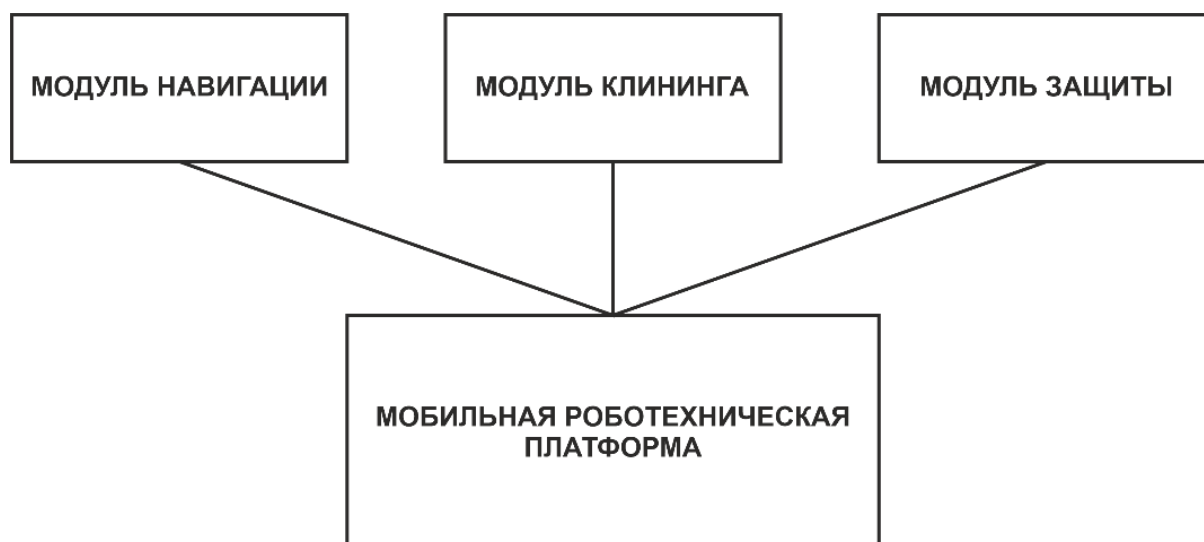 МОДУЛЬ НАВИГАЦИИ
МОДУЛЬ КЛИНИНГА
МОДУЛЬ ЗАЩИТЫ
МОБИЛЬНАЯ РОБОТЕХНИЧЕСКАЯ
ПЛАТФОРМА